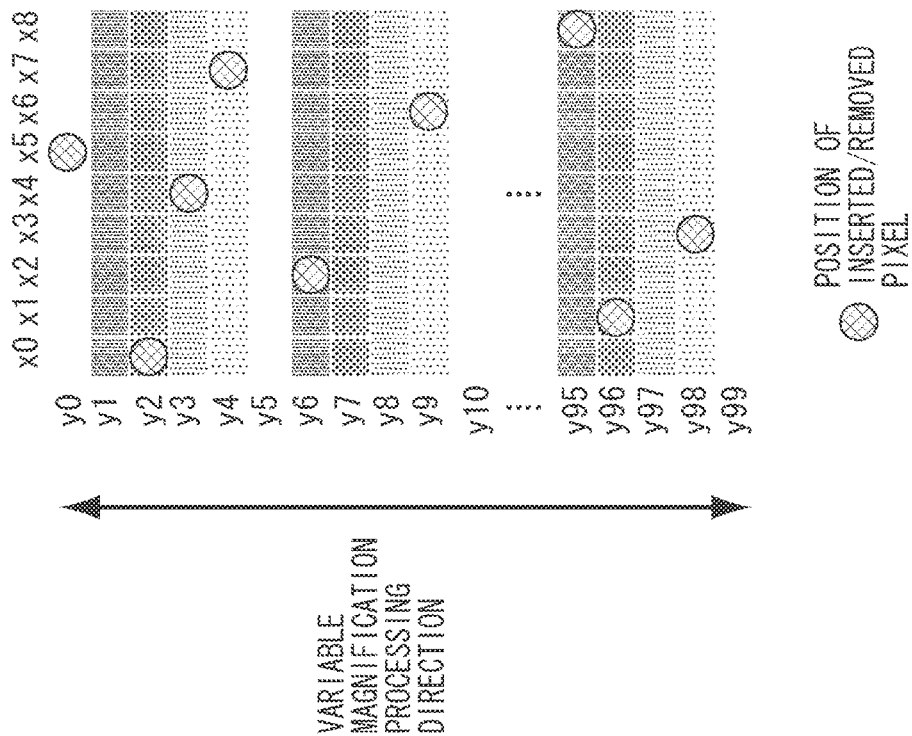 x0 x1 x2 x3 x4 x5 x6 x7 x8
y0
y1
y2
y3
y4
y5
y6
y7
y8
y9
y10
y95
y96
y97
y98
y99
VARIABLE
MAGNIFICATION
PROCESSING
DIRECTION
POSITION OF
INSERTED/REMOVED
PIXEL